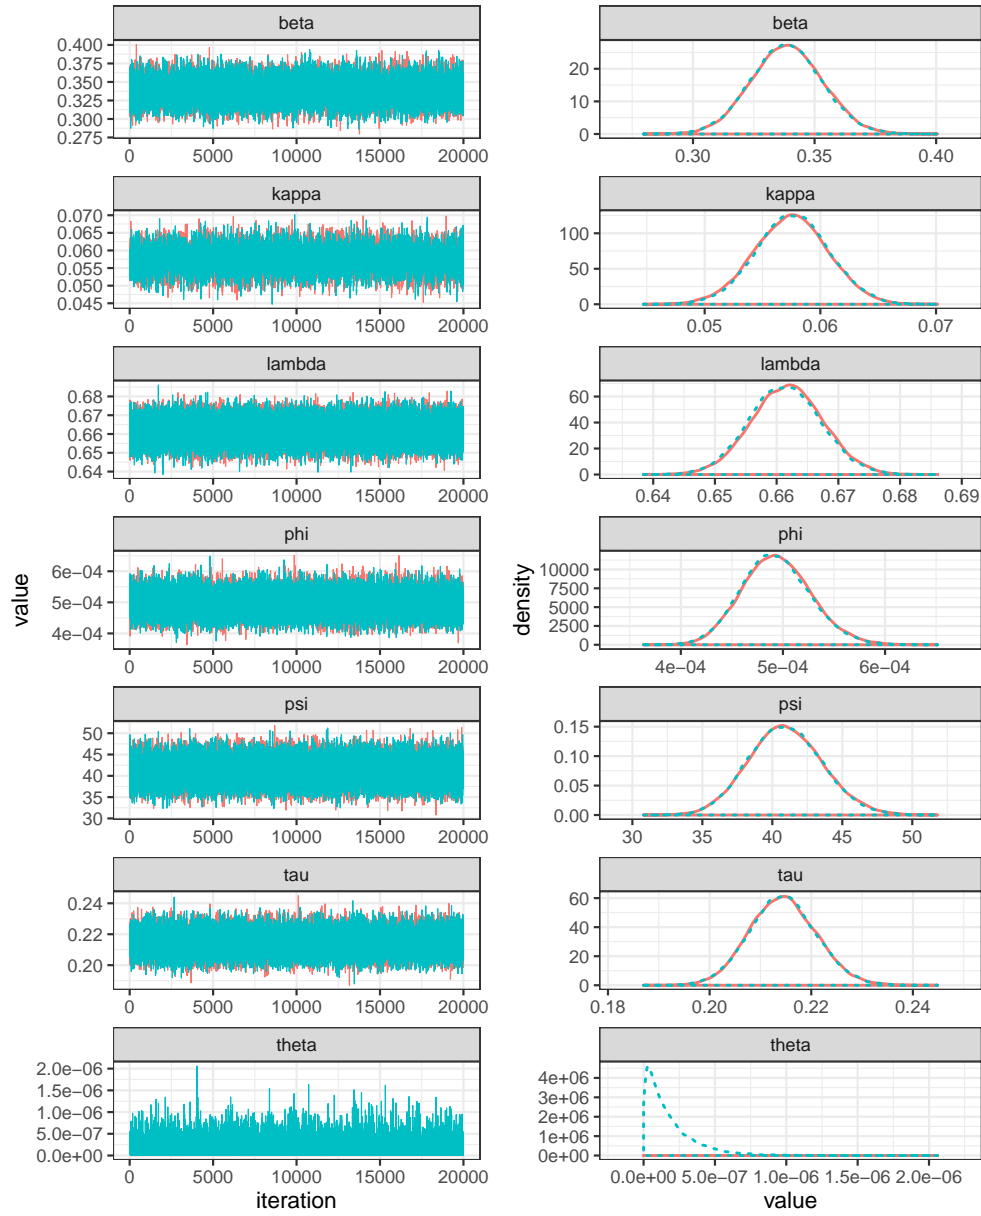 beta
0.400
0.375
0.350
0.325
0.300
0.275
0 5000 10000 15000 20000
kappa
0.070
0.065
0.060
0.055
0.050
0.045
0 5000 10000 15000 20000
lambda
0.68
0.67
0.66
0.65
0.64
0 5000 10000 15000 20000
phi
6e−04
5e−04
4e−04
0 5000 10000 15000 20000
psi
50
45
40
35
30
0 5000 10000 15000 20000
tau
0.24
0.22
0.20
0 5000 10000 15000 20000
theta
2.0e−06
1.5e−06
1.0e−06
5.0e−07
0.0e+00
0 5000 10000 15000 20000
iteration
value
beta
20
10
0
0.30 0.35 0.40
kappa
100
50
0
0.05 0.06 0.07
lambda
60
40
20
0
0.64 0.65 0.66 0.67 0.68 0.69
phi
10000
7500
5000
2500
0
4e−04 5e−04 6e−04
psi
0.15
0.10
0.05
0.00
30 35 40 45 50
tau
60
40
20
0
0.18 0.20 0.22 0.24
theta
4e+06
3e+06
2e+06
1e+06
0e+00
0.0e+00 5.0e−07 1.0e−06 1.5e−06 2.0e−06
value
density